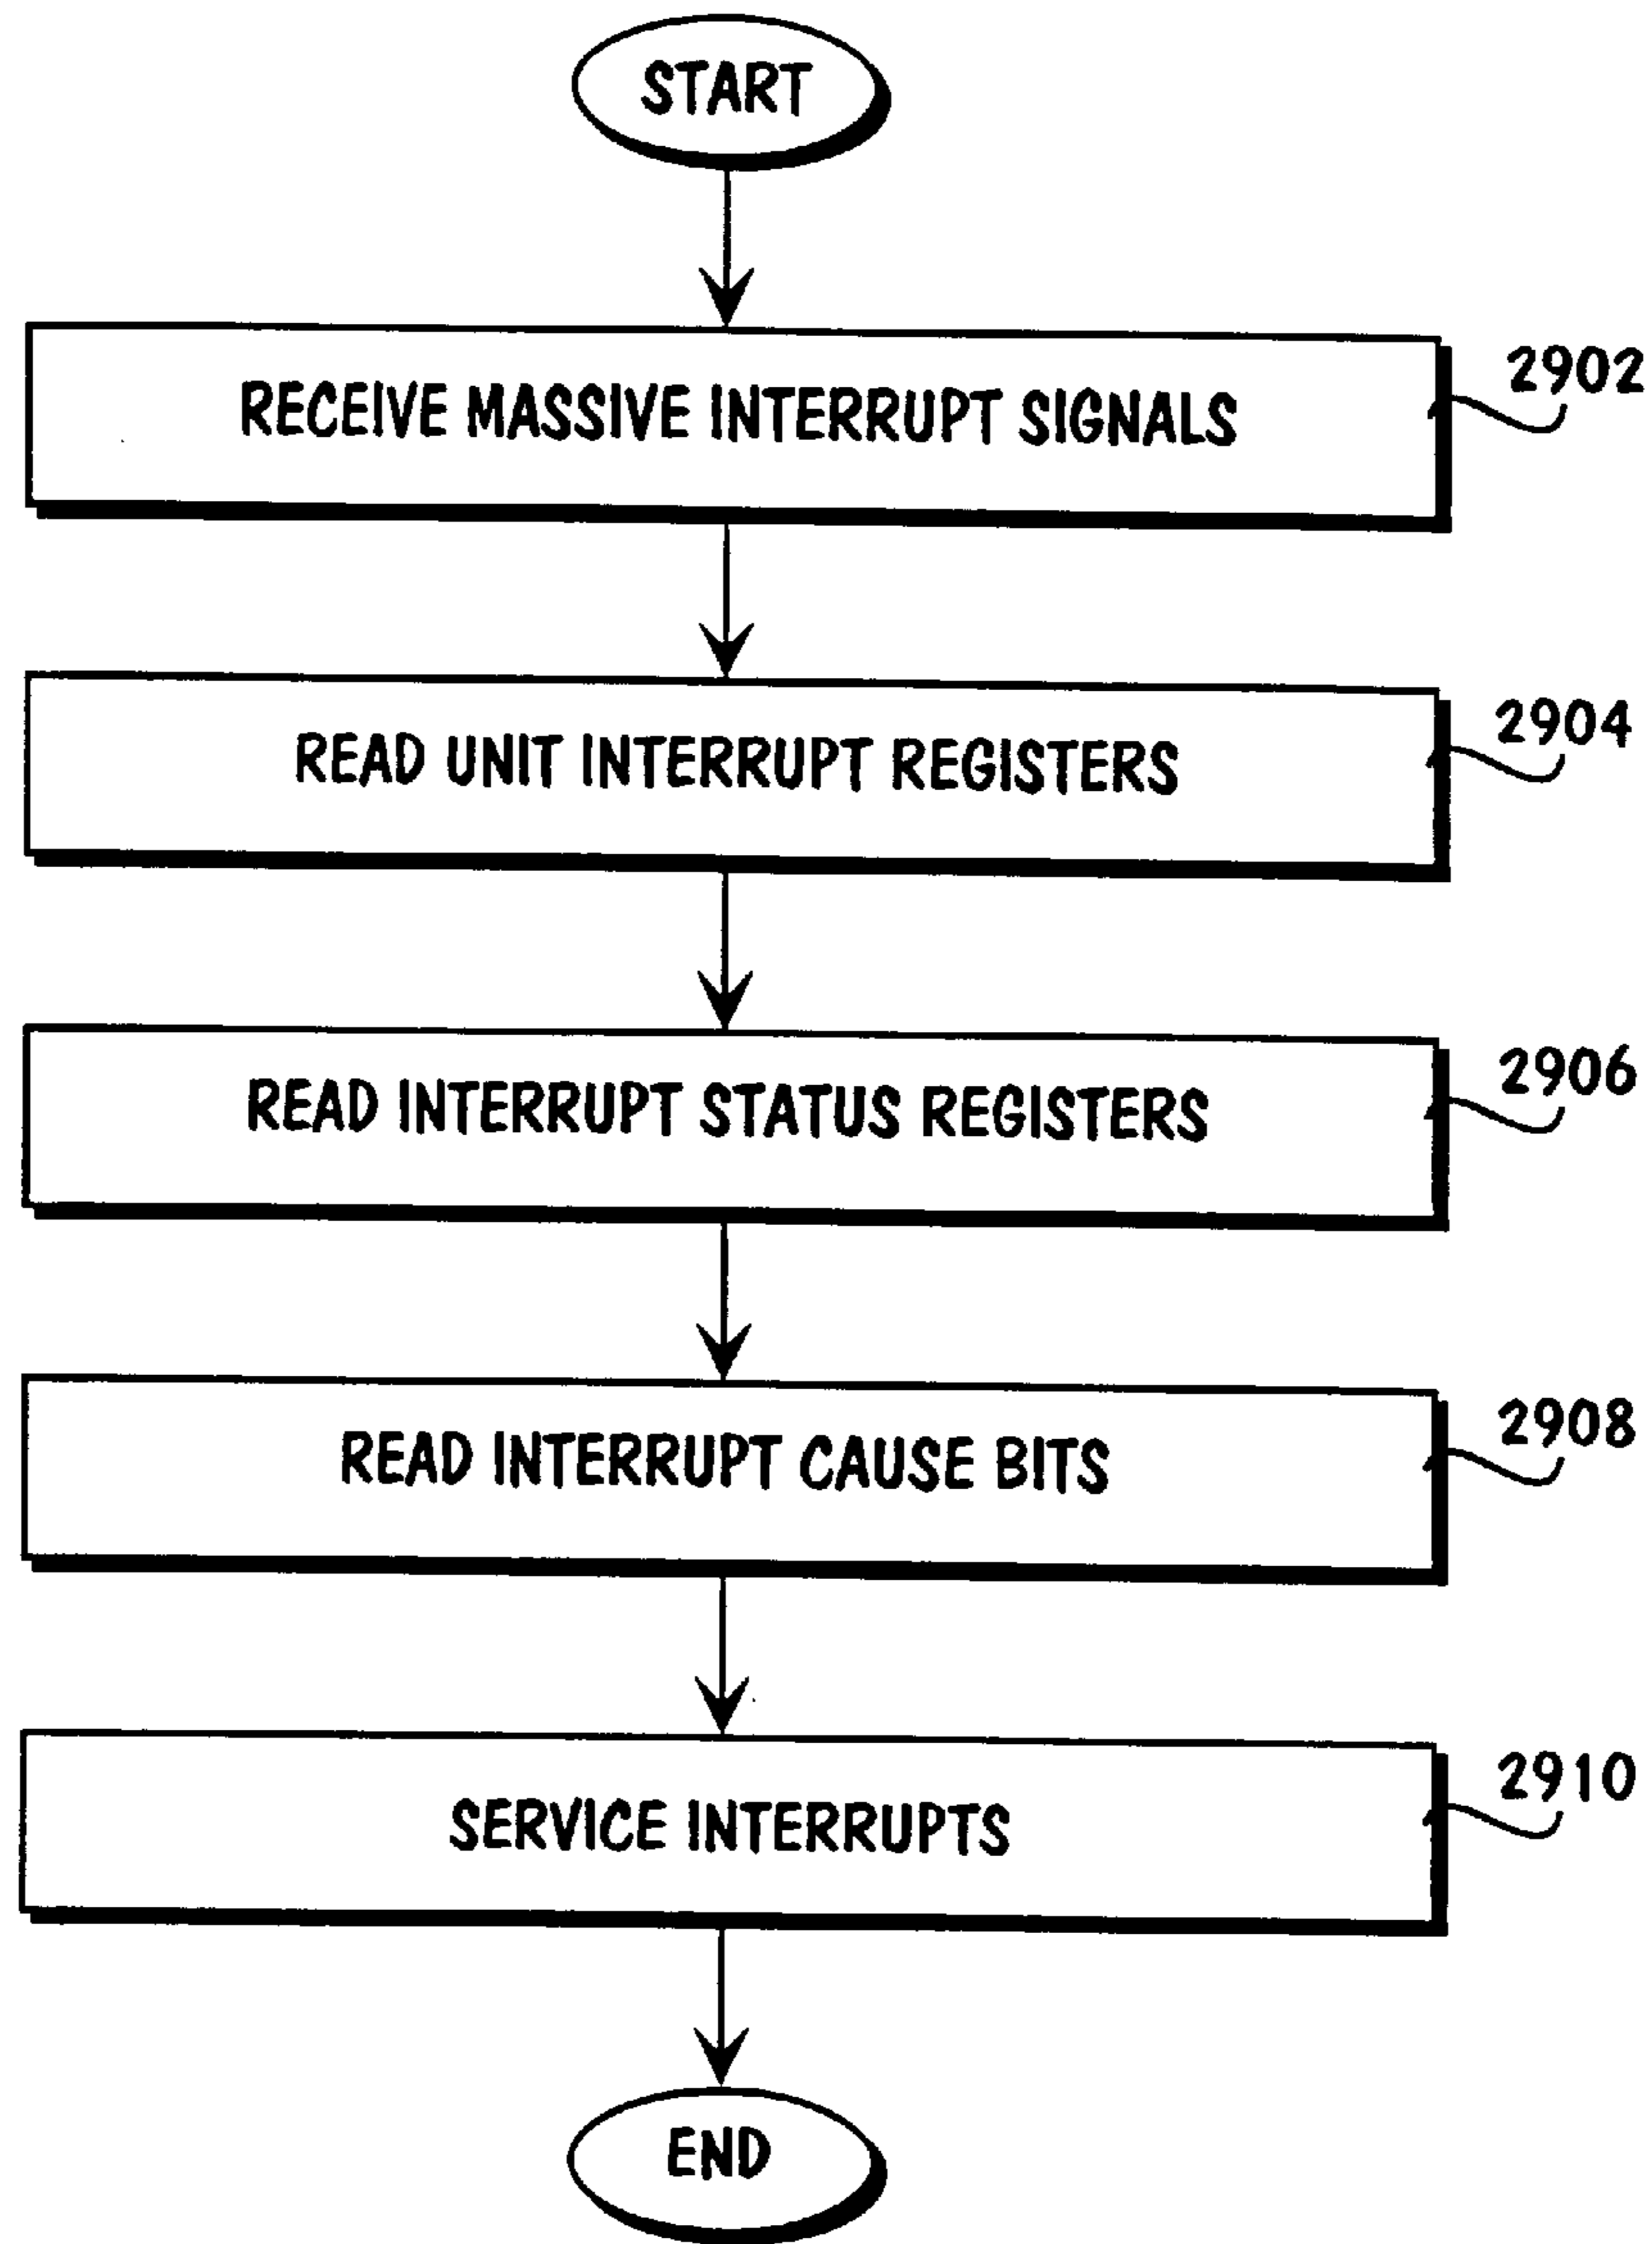 START
RECEIVE MASSIVE INTERRUPT SIGNALS
2902
READ UNIT INTERRUPT REGISTERS
2904
READ INTERRUPT STATUS REGISTERS
2906
READ INTERRUPT CAUSE BITS
2908
SERVICE INTERRUPTS
2910
END